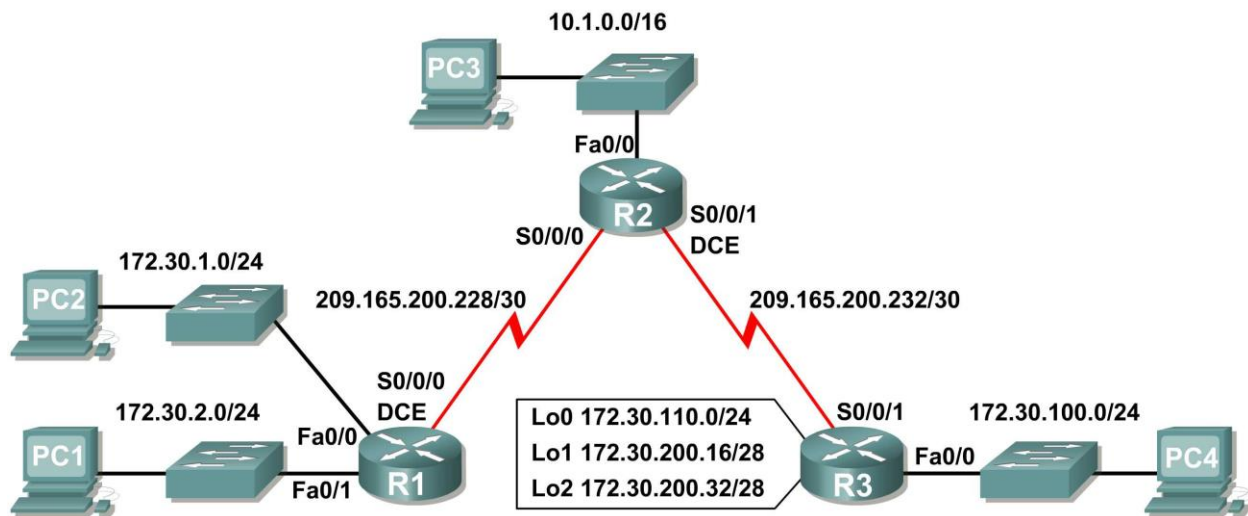 10.1.0.0/16
PC3
Fa0/0
R2
S0/0/1
DCE
S0/0/0
172.30.1.0/24
PC2
209.165.200.228/30
209.165.200.232/30
S0/0/0
DCE
172.30.2.0/24
Fa0/0
PC1
Fa0/1
R1
Lo0 172.30.110.0/24
Lo1 172.30.200.16/28
Lo2 172.30.200.32/28
S0/0/1
172.30.100.0/24
R3
Fa0/0
PC4